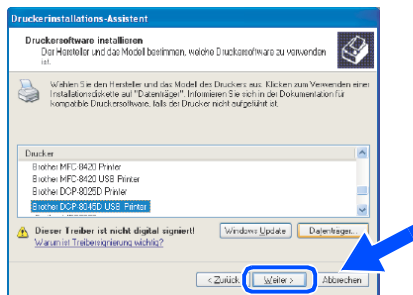 Druckerinstallations-Assistent
Druckersoftware installieren
Der Hersteller und das Modell bestimmen, welche Druckersoftware zu verwenden
ist.
Wählen Sie den Hersteller und das Modell des Druckers aus. Klicken zum Verwenden einer
Installationsdiskette auf "Datenträger". Informieren Sie sich in der Dokumentation für
kompatible Druckersoftware, falls der Drucker nicht aufgeführt ist.
Drucker
Brother MFC-8420 Printer
Brother MFC-8420 USB Printer
Brother DCP-8025D Printer
Brother DCP-8045D USB Printer
Dieser Treiber ist nicht digital signiert!
Windows Update
Datenträger...
Warum ist Treibersignierung wichtig?
< Zurück
Weiter >
Abbrechen